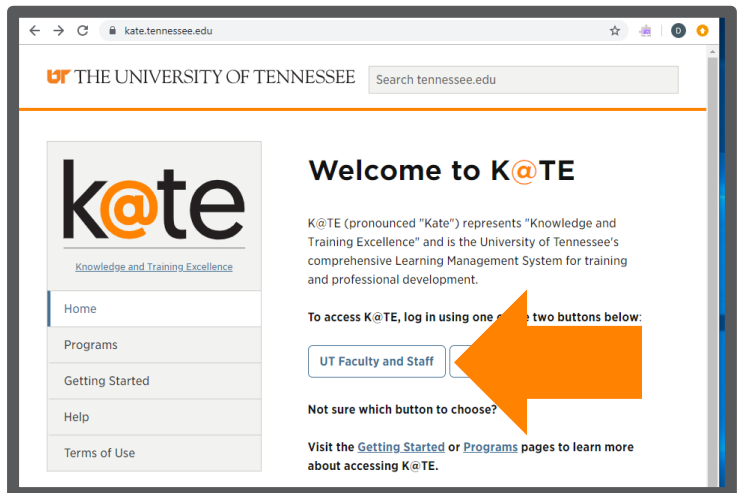 kate.tennessee.edu
D
UT THE UNIVERSITY OF TENNESSEE
Search tennessee.edu
k@te
Knowledge and Training Excellence
Home
Programs
Getting Started
Help
Terms of Use
Welcome to K@TE
K@TE (pronounced "Kate") represents "Knowledge and
Training Excellence" and is the University of Tennessee's
comprehensive Learning Management System for training
and professional development.
To access K@TE, log in using one two buttons below:
UT Faculty and Staff
Not sure which button to choose?
Visit the Getting Started or Programs pages to learn more
about accessing K@TE.